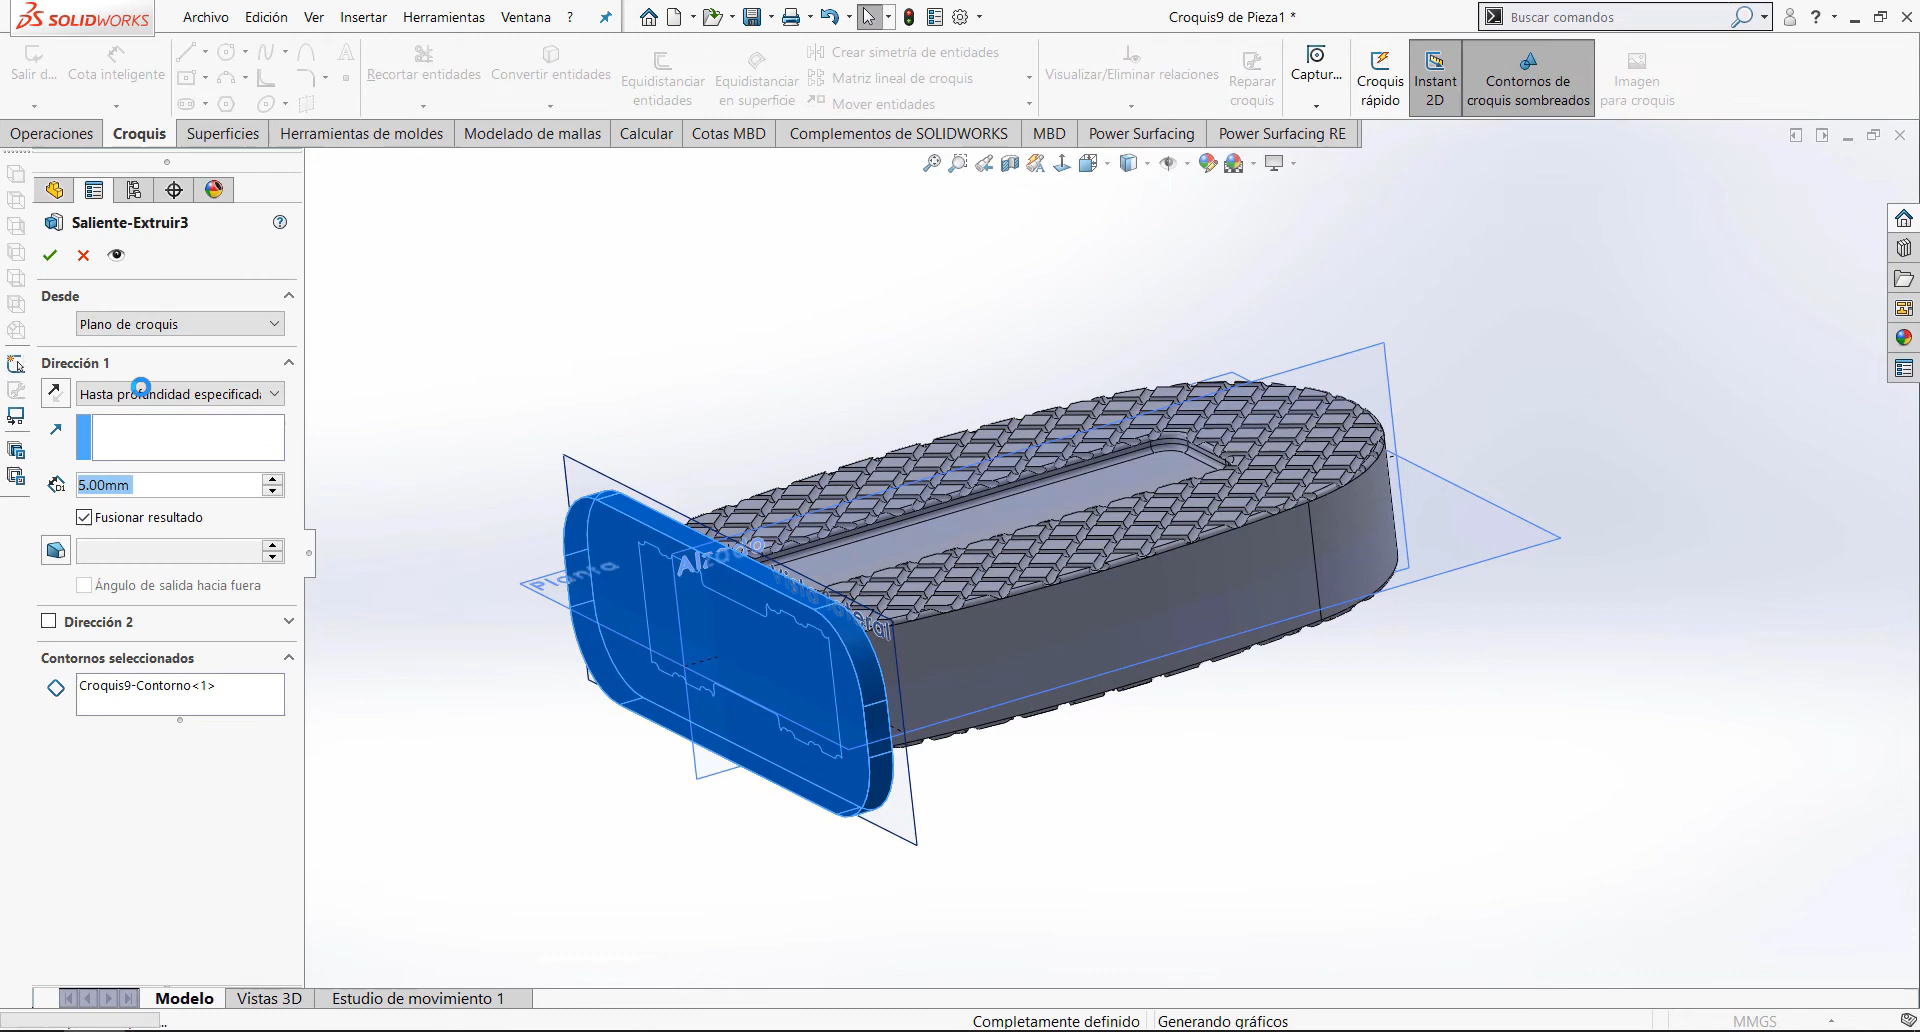 SOLIDWORKS
Archivo Edición Ver Insertar Herramientas Ventana ? Croquis9 de Pieza1 * Buscar comandos ?
Salir d... Cota inteligente Recortar entidades Convertir entidades Equidistanciar entidades Equidistanciar en superficie
Crear simetría de entidades
Matriz lineal de croquis
Mover entidades
Visualizar/Eliminar relaciones Reparar croquis Captur... Croquis rápido Instant 2D Contornos de croquis sombreados Imagen para croquis
Operaciones Croquis Superficies Herramientas de moldes Modelado de mallas Calcular Cotas MBD Complementos de SOLIDWORKS MBD Power Surfacing Power Surfacing RE
Saliente-Extruir3
Desde
Plano de croquis
Dirección 1
Hasta profundidad especificada
5.00mm
Fusionar resultado
Ángulo de salida hacia fuera
Dirección 2
Contornos seleccionados
Croquis9-Contorno<1>
Alzado
Planta
Vista lateral
Modelo Vistas 3D Estudio de movimiento 1
Completamente definido Generando gráficos MMGS